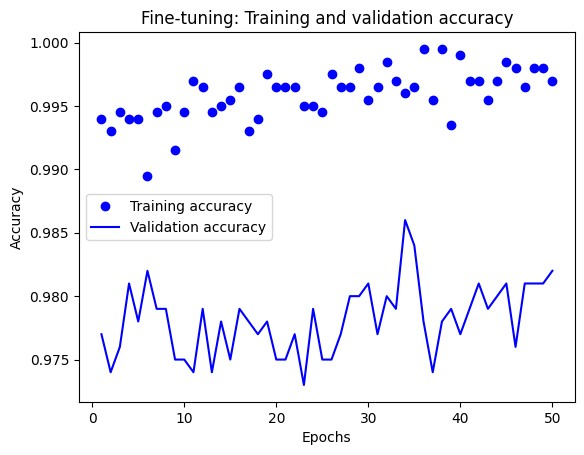 Fine-tuning: Training and validation accuracy
1.000
0.995
0.990
0.985
0.980
0.975
Accuracy
Training accuracy
Validation accuracy
0 10 20 30 40 50
Epochs